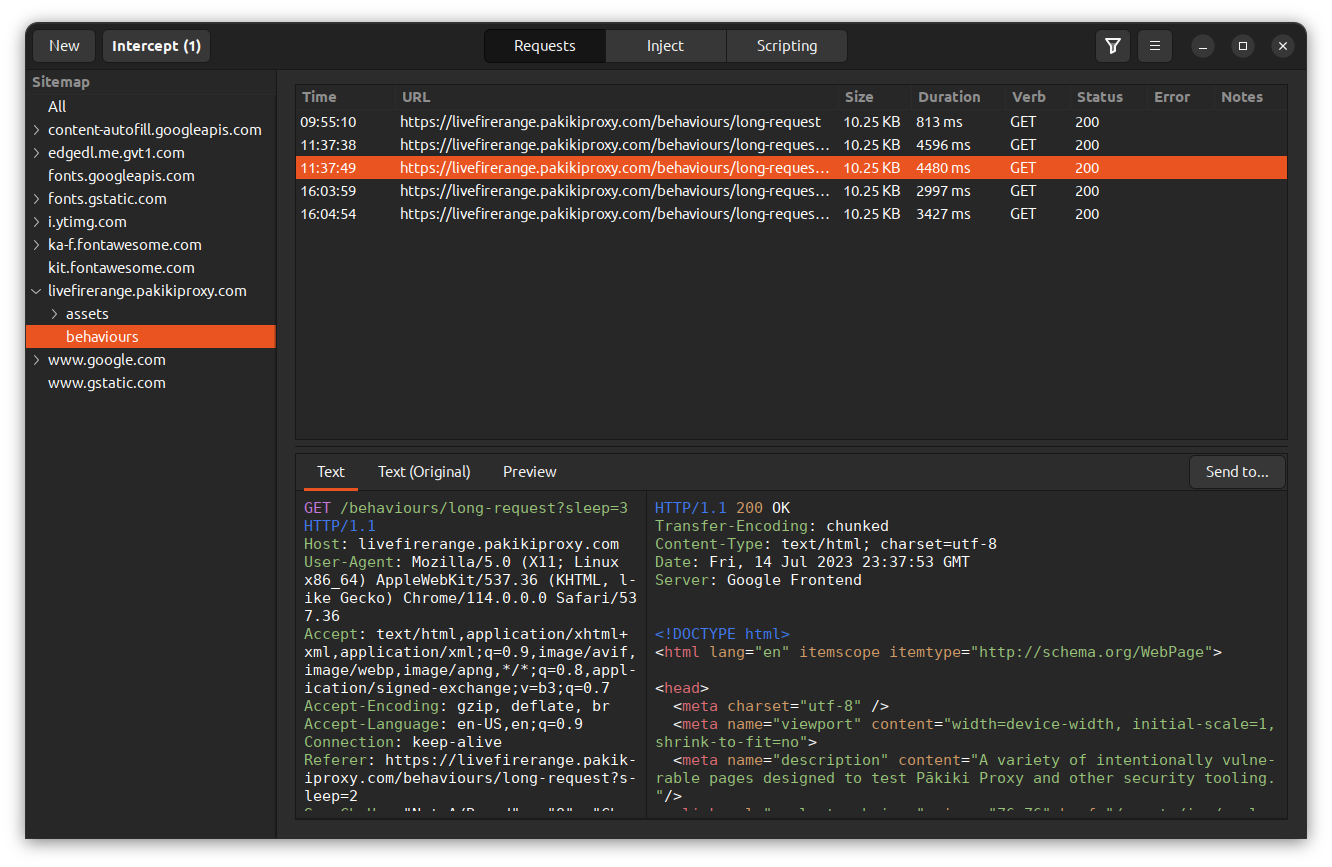 New
Intercept (1)
Requests
Inject
Scripting
Sitemap
All
content-autofill.googleapis.com
edgedl.me.gvt1.com
fonts.googleapis.com
fonts.gstatic.com
i.ytimg.com
ka-f.fontawesome.com
kit.fontawesome.com
livefirerange.pakikiproxy.com
assets
behaviours
www.google.com
www.gstatic.com
Time URL Size Duration Verb Status Error Notes
09:55:10 https://livefirerange.pakikiproxy.com/behaviours/long-request 10.25 KB 813 ms GET 200
11:37:38 https://livefirerange.pakikiproxy.com/behaviours/long-reques... 10.25 KB 4596 ms GET 200
11:37:49 https://livefirerange.pakikiproxy.com/behaviours/long-reques... 10.25 KB 4480 ms GET 200
16:03:59 https://livefirerange.pakikiproxy.com/behaviours/long-reques... 10.25 KB 2997 ms GET 200
16:04:54 https://livefirerange.pakikiproxy.com/behaviours/long-reques... 10.25 KB 3427 ms GET 200
Text
Text (Original)
Preview
Send to...
GET /behaviours/long-request?sleep=3
HTTP/1.1
Host: livefirerange.pakikiproxy.com
User-Agent: Mozilla/5.0 (X11; Linux
x86_64) AppleWebKit/537.36 (KHTML, l-
ike Gecko) Chrome/114.0.0.0 Safari/53
7.36
Accept: text/html,application/xhtml+
xml,application/xml;q=0.9,image/avif,
image/webp,image/apng,*/*;q=0.8,appl-
ication/signed-exchange;v=b3;q=0.7
Accept-Encoding: gzip, deflate, br
Accept-Language: en-US,en;q=0.9
Connection: keep-alive
Referer: https://livefirerange.pakik-
iproxy.com/behaviours/long-request?s-
leep=2
HTTP/1.1 200 OK
Transfer-Encoding: chunked
Content-Type: text/html; charset=utf-8
Date: Fri, 14 Jul 2023 23:37:53 GMT
Server: Google Frontend
<!DOCTYPE html>
<html lang="en" itemscope itemtype="http://schema.org/WebPage">
<head>
<meta charset="utf-8" />
<meta name="viewport" content="width=device-width, initial-scale=1,
shrink-to-fit=no">
<meta name="description" content="A variety of intentionally vulne-
rable pages designed to test Pākiki Proxy and other security tooling.
"/>